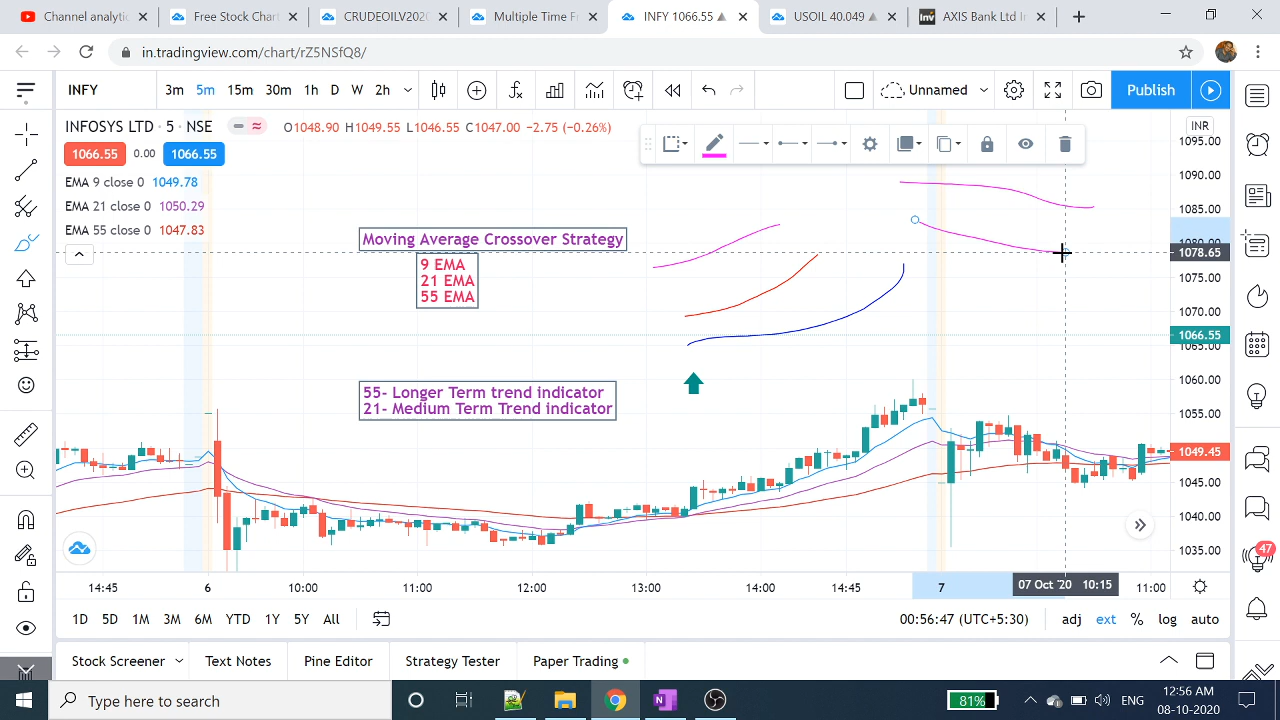 Channel analytic
Free Stock Chart
CRUDEOIL2020
Multiple Time Fr
INFY 1066.55 ▲
USOIL 40.049 ▲
AXIS Bank Ltd In
in.tradingview.com/chart/rZ5NSfQ8/
INFY
3m 5m 15m 30m 1h D W 2h
Unnamed
Publish
INFOSYS LTD · 5 · NSE
O1048.90 H1049.55 L1046.55 C1047.00 −2.75 (−0.26%)
1066.55 0.00 1066.55
EMA 9 close 0 1049.78
EMA 21 close 0 1050.29
EMA 55 close 0 1047.83
Moving Average Crossover Strategy
9 EMA
21 EMA
55 EMA
55- Longer Term trend indicator
21- Medium Term Trend indicator
INR
1095.00
1090.00
1085.00
1080.00
1078.65
1075.00
1070.00
1066.55
1065.00
1060.00
1055.00
1049.45
1045.00
1040.00
1035.00
47
14:45 6 10:00 11:00 12:00 13:00 14:00 14:45 7 07 Oct '20 10:15 11:00
1D 5D 1M 3M 6M YTD 1Y 5Y All
00:56:47 (UTC+5:30) adj ext % log auto
Stock Screener Text Notes Pine Editor Strategy Tester Paper Trading
Type here to search
81%
ENG
12:56 AM
08-10-2020